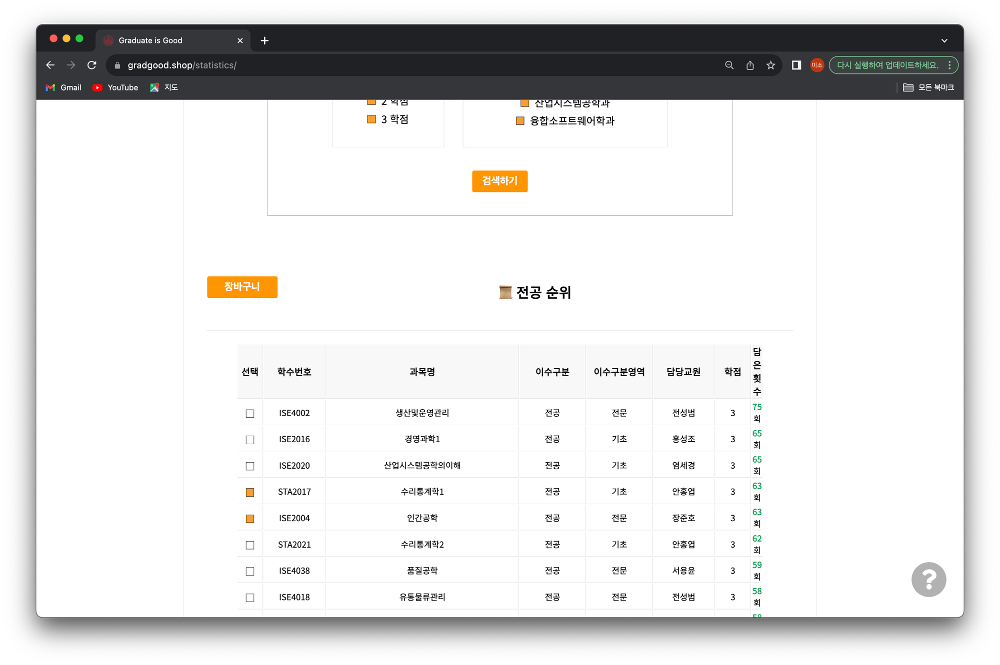 Graduate is Good
gradgood.shop/statistics/
미소
다시 실행하여 업데이트하세요.
Gmail
YouTube
지도
모든 북마크
2 학점
산업시스템공학과
3 학점
융합소프트웨어학과
검색하기
장바구니
전공 순위
선택 학수번호 과목명 이수구분 이수구분영역 담당교원 학점 담은횟수
ISE4002 생산및운영관리 전공 전문 전성범 3 75회
ISE2016 경영과학1 전공 기초 홍성조 3 65회
ISE2020 산업시스템공학의이해 전공 기초 염세경 3 65회
STA2017 수리통계학1 전공 기초 안홍엽 3 63회
ISE2004 인간공학 전공 전문 장준호 3 63회
STA2021 수리통계학2 전공 기초 안홍엽 3 62회
ISE4038 품질공학 전공 전문 서용윤 3 59회
ISE4018 유통물류관리 전공 전문 전성범 3 58회
58
?